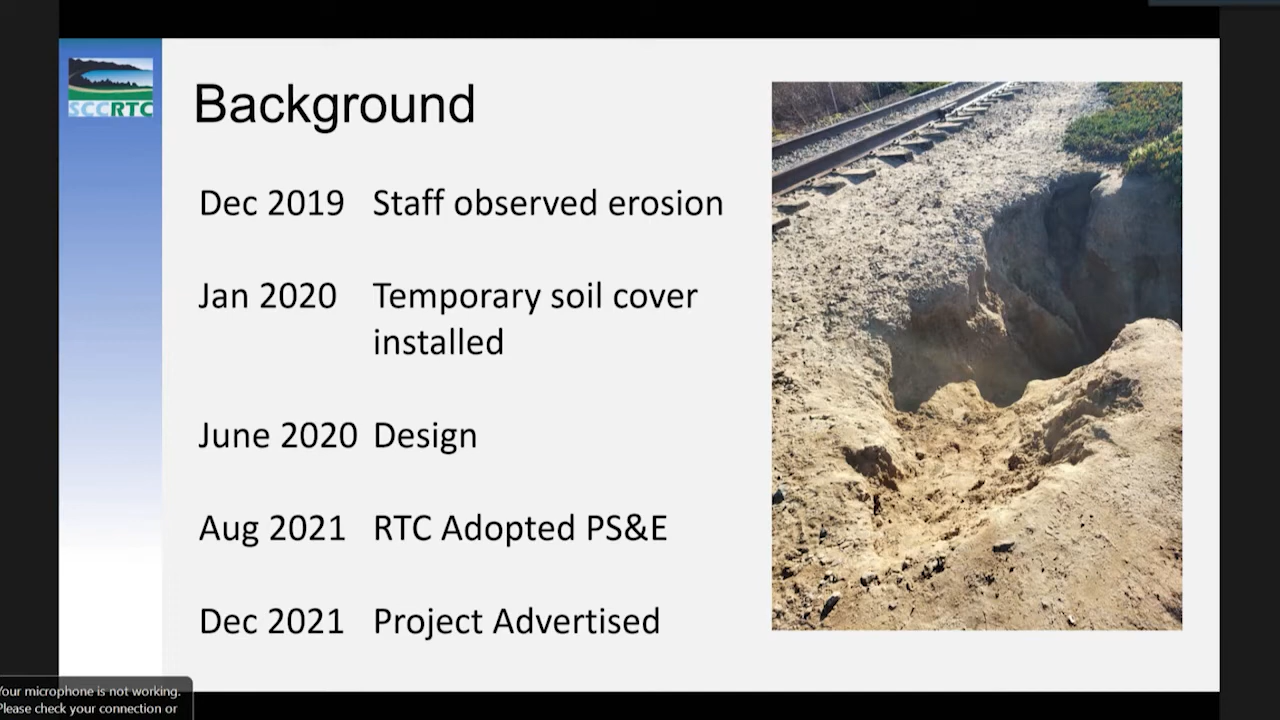 SCCRTC
Background
Dec 2019 Staff observed erosion
Jan 2020 Temporary soil cover
installed
June 2020 Design
Aug 2021 RTC Adopted PS&E
Dec 2021 Project Advertised
Your microphone is not working.
Please check your connection or